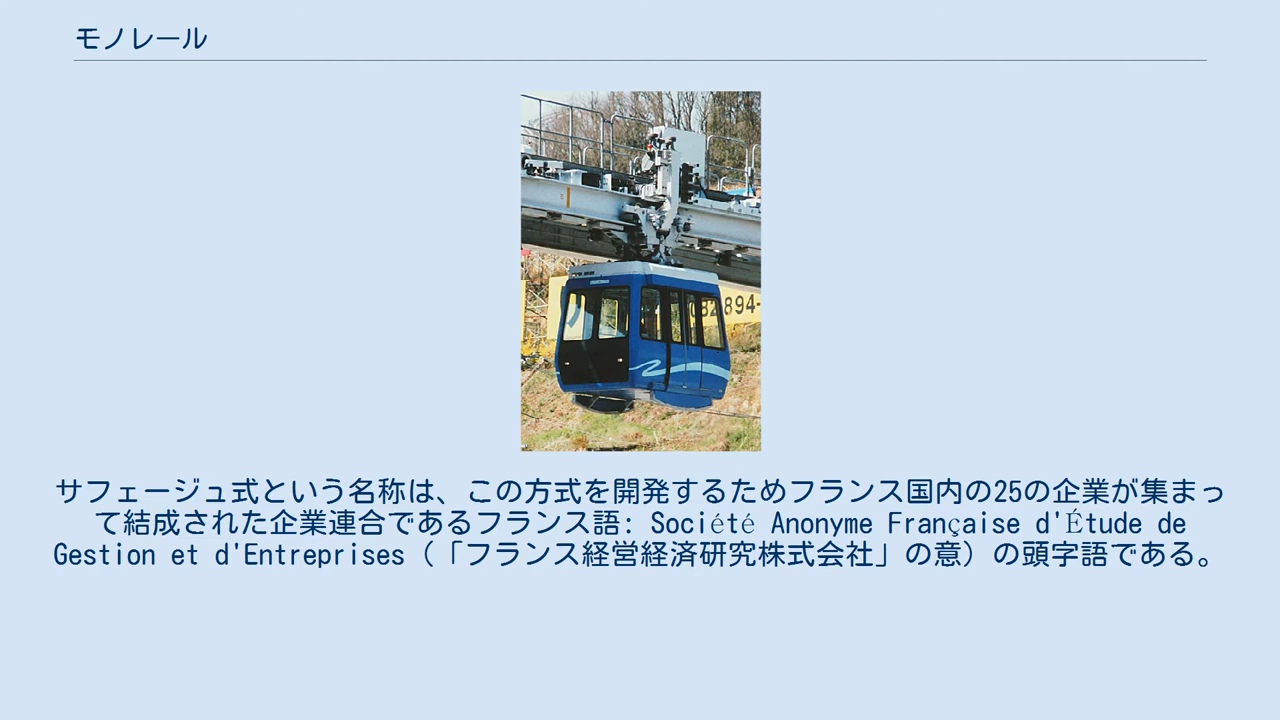 モノレール
082 894-
サフェージュ式という名称は、この方式を開発するためフランス国内の25の企業が集まっ
て結成された企業連合であるフランス語: Société Anonyme Française d'Étude de
Gestion et d'Entreprises（「フランス経営経済研究株式会社」の意）の頭字語である。